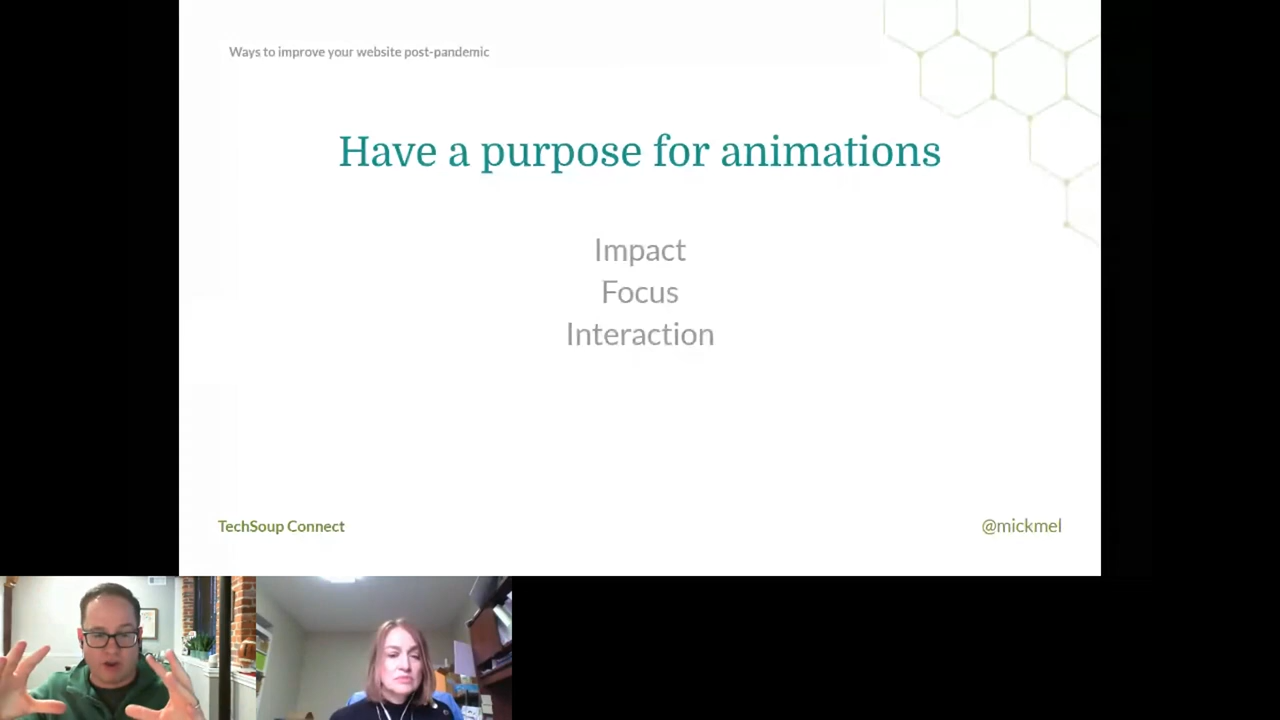 Ways to improve your website post-pandemic
Have a purpose for animations
Impact
Focus
Interaction
TechSoup Connect
@mickmel